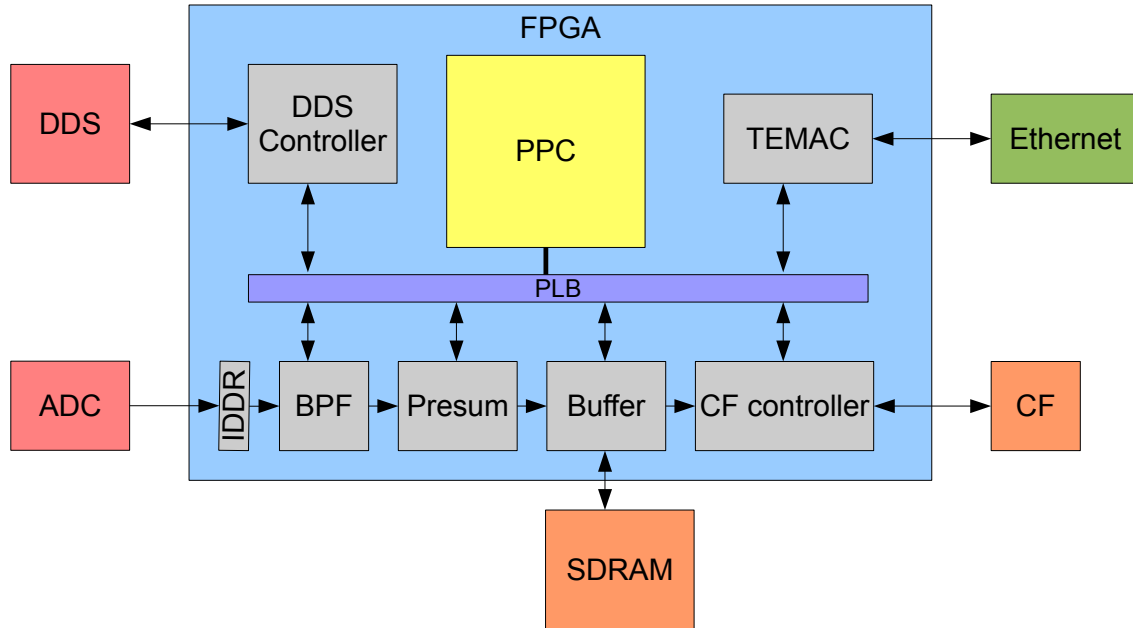 FPGA
DDS
DDS
Controller
PPC
TEMAC
Ethernet
PLB
ADC
IDDR
BPF
Presum
Buffer
CF controller
CF
SDRAM